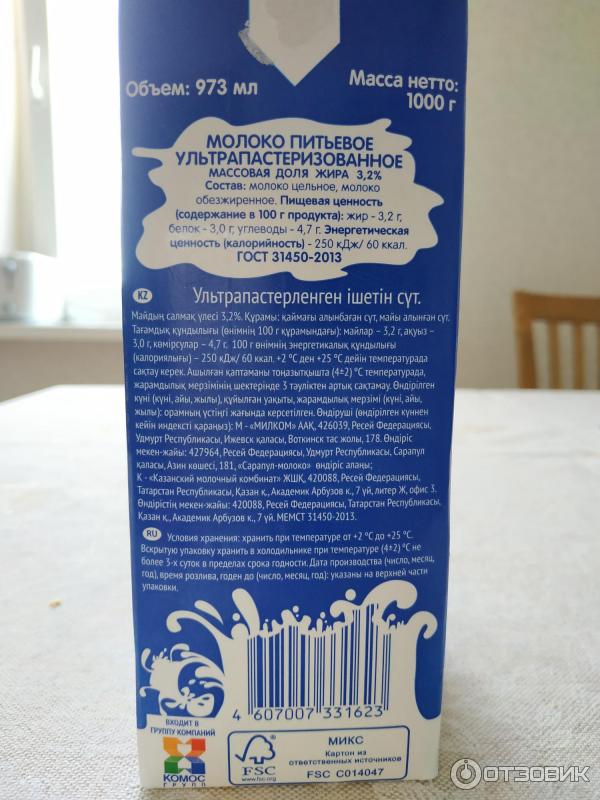 Объем: 973 мл
Масса нетто:
1000 г
МОЛОКО ПИТЬЕВОЕ
УЛЬТРАПАСТЕРИЗОВАННОЕ
МАССОВАЯ ДОЛЯ ЖИРА 3,2%
Состав: молоко цельное, молоко
обезжиренное. Пищевая ценность
(содержание в 100 г продукта): жир - 3,2 г,
белок - 3,0 г, углеводы - 4,7 г. Энергетическая
ценность (калорийность) - 250 кДж/ 60 ккал.
ГОСТ 31450-2013
KZ Ультрапастерленген ішетін сүт.
Майдың салмақ үлесі 3,2%. Құрамы: қаймағы алынбаған сүт, майы алынған сүт.
Тағамдық құндылығы (өнімнің 100 г құрамындағы): майлар – 3,2 г, ақуыз –
3,0 г, көмірсулар – 4,7 г. 100 г өнімнің энергетикалық құндылығы
(калориялығы) – 250 кДж/ 60 ккал. +2 °С ден +25 °С дейін температурада
сақтау керек. Ашылған қаптаманы тоңазытқышта (4±2) °С температурада,
жарамдылық мерзімінің шектерінде 3 тәуліктен артық сақтамау. Өндірілген
күні (күні, айы, жылы), құйылған уақыты, жарамдылық мерзімі (күні, айы,
жылы): орамның үстіңгі жағында көрсетілген. Өндіруші (өндірілген күннен
кейін индексті қараңыз): М - «МИЛКОМ» ААҚ, 426039, Ресей Федерациясы,
Удмурт Республикасы, Ижевск қаласы, Воткинск тас жолы, 178. Өндіріс
мекен-жайы: 427964, Ресей Федерациясы, Удмурт Республикасы, Сарапул
қаласы, Азин көшесі, 181, «Сарапул-молоко» өндіріс алаңы;
К - «Казанский молочный комбинат» ЖШҚ, 420088, Ресей Федерациясы,
Татарстан Республикасы, Қазан қ., Академик Арбузов к., 7 үй, литер Ж, офис 3.
Өндірістің мекен-жайы: 420088, Ресей Федерациясы, Татарстан Республикасы,
Қазан қ., Академик Арбузов к., 7 үй. МЕМСТ 31450-2013.
RU Условия хранения: хранить при температуре от +2 °С до +25 °С.
Вскрытую упаковку хранить в холодильнике при температуре (4±2) °С не
более 3-х суток в пределах срока годности. Дата производства (число, месяц,
год), время розлива, годен до (число, месяц, год): указаны на верхней части
упаковки.
4 607007 331623
ВХОДИТ В
ГРУППУ КОМПАНИЙ
КОМОС
ГРУПП
FSC
www.fsc.org
МИКС
Картон из
ответственных источников
FSC C014047
ОТЗОВИК